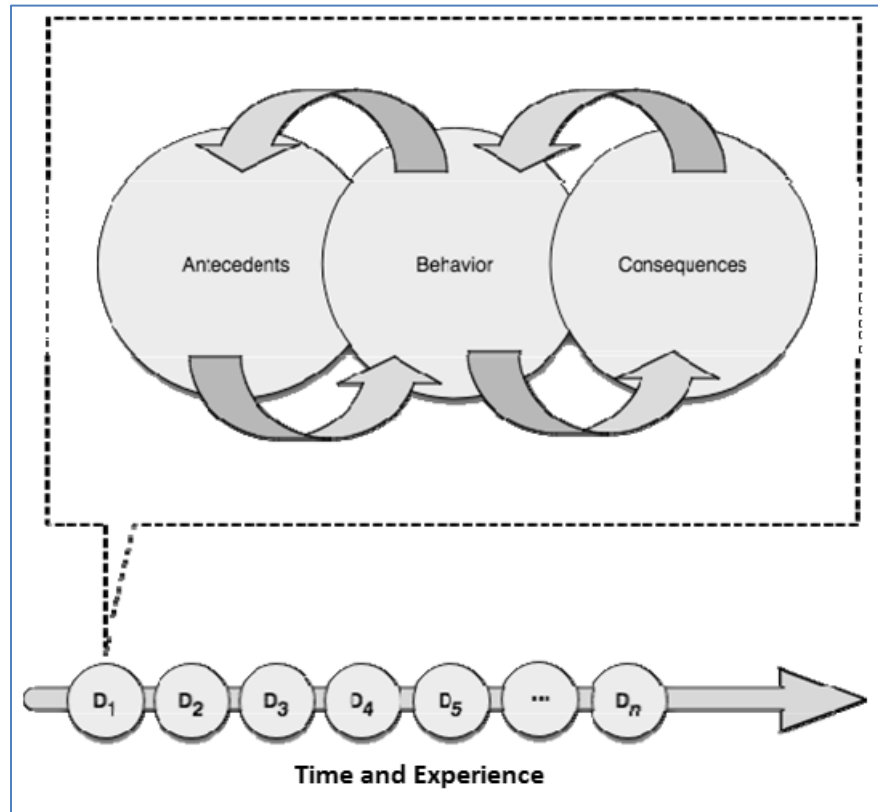 Antecedents Behavior Consequences
D1 D2 D3 D4 D5 ... Dn
Time and Experience